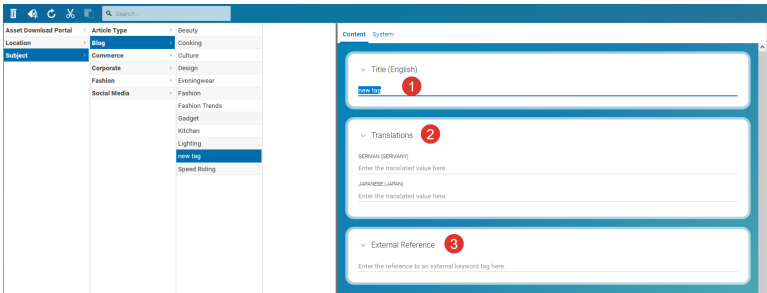 Search...
Asset Download Portal
Location
Subject
Article Type
Blog
Commerce
Corporate
Fashion
Social Media
Beauty
Cooking
Culture
Design
Eveningwear
Fashion
Fashion Trends
Gadget
Kitchen
Lighting
new tag
Speed Riding
Content System
Title (English)
new tag
1
Translations
2
GERMAN (GERMANY)
Enter the translated value here.
JAPANESE (JAPAN)
Enter the translated value here.
External Reference
3
Enter the reference to an external keyword tag here.